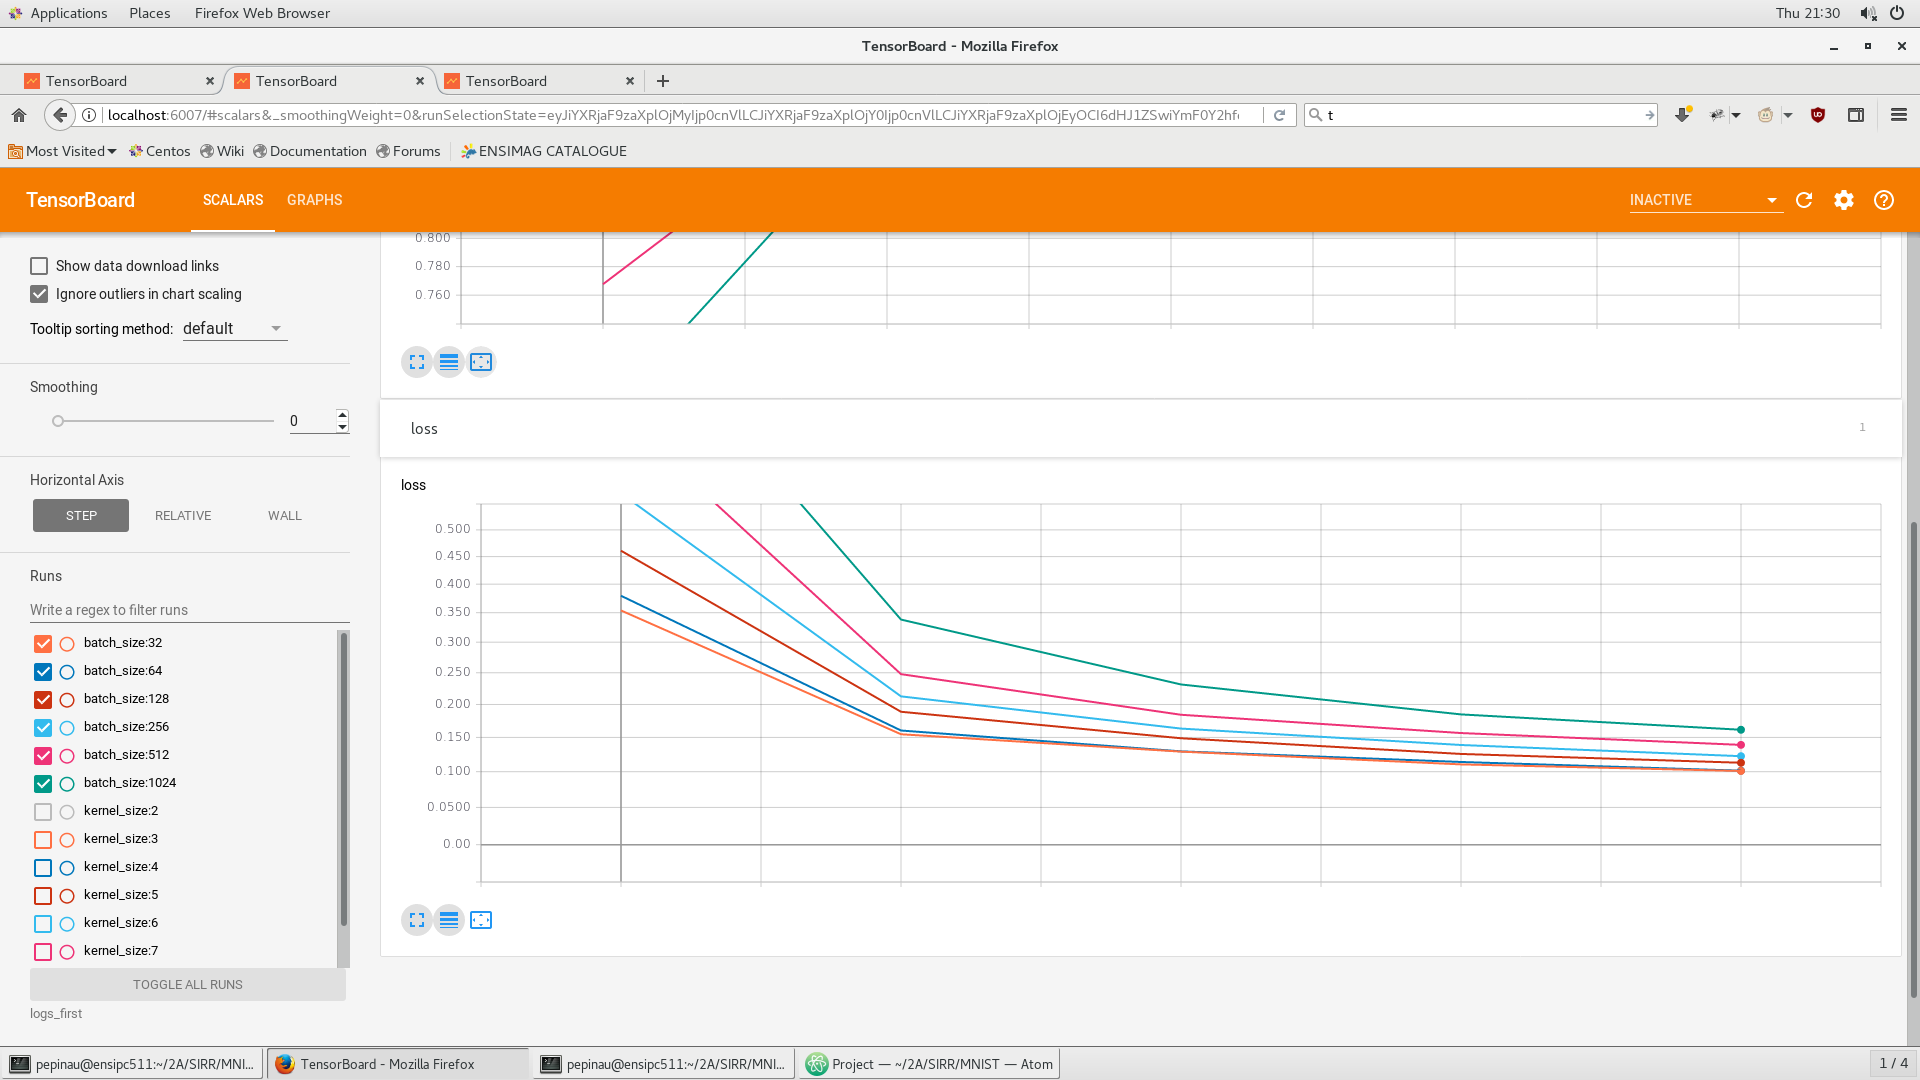 Applications Places Firefox Web Browser Thu 21:30
TensorBoard - Mozilla Firefox
TensorBoard TensorBoard TensorBoard
localhost:6007/#scalars&_smoothingWeight=0&runSelectionState=eyJiYXRjaF9zaXplOjMyIjp0cnVlLCJiYXRjaF9zaXplOjY0Ijp0cnVlLCJiYXRjaF9zaXplOjEyOCI6dHJ1ZSwiYmF0Y2hf t
Most Visited Centos Wiki Documentation Forums ENSIMAG CATALOGUE
TensorBoard SCALARS GRAPHS INACTIVE
Show data download links
Ignore outliers in chart scaling
Tooltip sorting method: default
Smoothing
0
Horizontal Axis
STEP RELATIVE WALL
Runs
Write a regex to filter runs
batch_size:32
batch_size:64
batch_size:128
batch_size:256
batch_size:512
batch_size:1024
kernel_size:2
kernel_size:3
kernel_size:4
kernel_size:5
kernel_size:6
kernel_size:7
TOGGLE ALL RUNS
logs_first
0.800
0.780
0.760
loss 1
loss
0.500
0.450
0.400
0.350
0.300
0.250
0.200
0.150
0.100
0.0500
0.00
pepinau@ensipc511:~/2A/SIRR/MNI... TensorBoard - Mozilla Firefox pepinau@ensipc511:~/2A/SIRR/MNI... Project — ~/2A/SIRR/MNIST — Atom 1 / 4